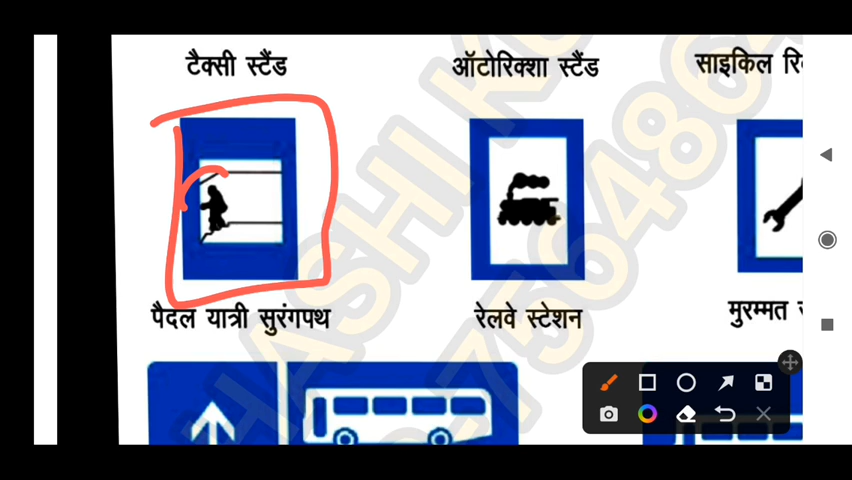 टैक्सी स्टैंड
ऑटोरिक्शा स्टैंड
साइकिल
पैदल यात्री सुरंगपथ
रेलवे स्टेशन
मुरम्मत